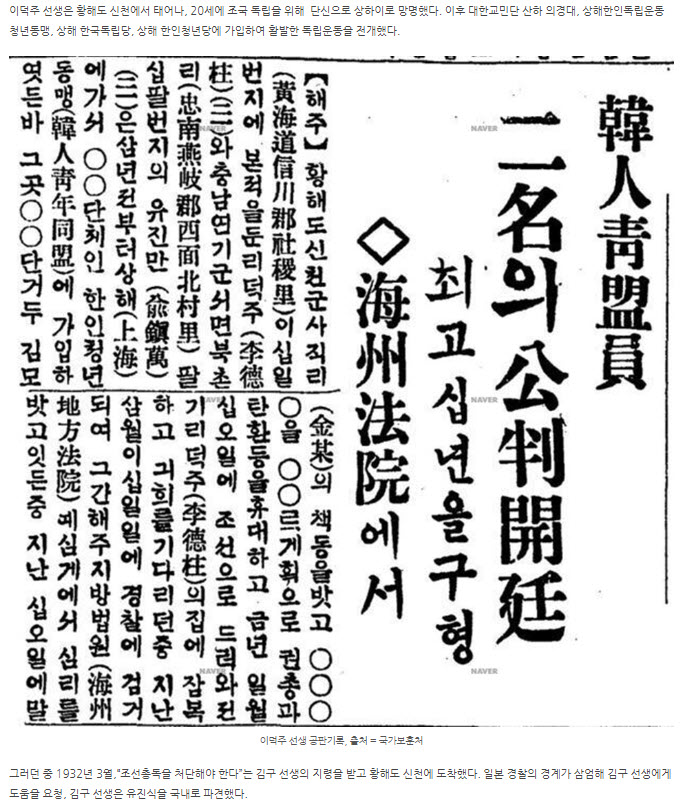 이덕주 선생은 황해도 신천에서 태어나, 20세에 조국 독립을 위해 단신으로 상하이로 망명했다. 이후 대한교민단 산하 의경대, 상해한인독립운동
청년동맹, 상해 한국독립당, 상해 한인청년당에 가입하여 활발한 독립운동을 전개했다.
韓人靑盟員
二名의公判開廷
최고십년을구형
◇海州法院에서
【해주】황해도신천군사직리
(黃海道信川郡社稷里)이십일
번지에 본적을둔리덕주(李德
柱)(二一)와충남연기군서면북촌
리(忠南燕岐郡西面北村里) 팔
십팔번지의 유진만(兪鎭萬)
(二一)은삼년전부터상해(上海)
에가서 〇〇단체인 한인청년
동맹(韓人靑年同盟)에 가입하
엿든바 그곳〇〇단거두 김모
(金某)의 책동을밧고 〇〇〇
〇을 〇〇르게휙으로 권총과
탄환등을휴대하고 금년 일월
십오일에 조선으로 드러와전
기리덕주(李德柱)의집에 잠복
하고 긔회를기다리던중 지난
삼월이십일일에 경찰에 검거
되여 그간해주지방법원(海州
地方法院)예심게에서 심리를
밧고잇든중 지난 십오일에말
NAVER
NAVER
NAVER
NAVER
NAVER
NAVER
이덕주 선생 공판기록, 출처 = 국가보훈처
그러던 중 1932년 3월,"조선총독을 처단해야 한다"는 김구 선생의 지령을 받고 황해도 신천에 도착했다. 일본 경찰의 경계가 삼엄해 김구 선생에게
도움을 요청, 김구 선생은 유진식을 국내로 파견했다.